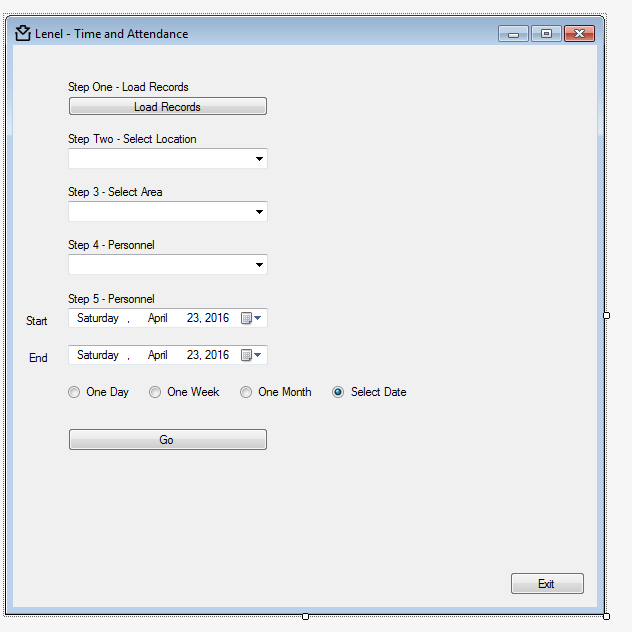 Lenel - Time and Attendance
Step One - Load Records
Load Records
Step Two - Select Location
Step 3 - Select Area
Step 4 - Personnel
Step 5 - Personnel
Start Saturday , April 23, 2016
End Saturday , April 23, 2016
One Day One Week One Month Select Date
Go
Exit